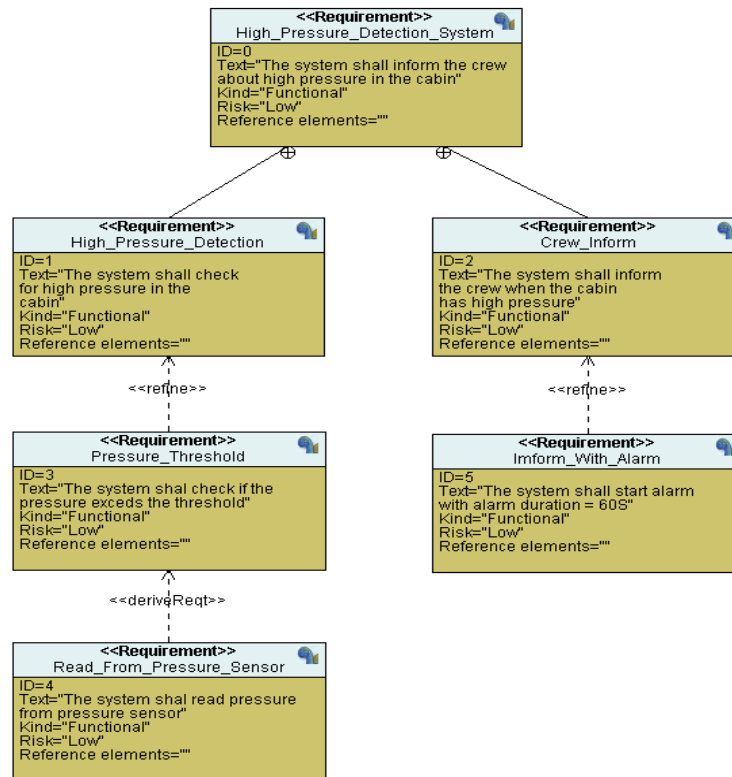 <<Requirement>>
High_Pressure_Detection_System
ID=0
Text="The system shall inform the crew
about high pressure in the cabin"
Kind="Functional"
Risk="Low"
Reference elements=""
<<Requirement>>
High_Pressure_Detection
ID=1
Text="The system shall check
for high pressure in the
cabin"
Kind="Functional"
Risk="Low"
Reference elements=""
<<Requirement>>
Crew_Inform
ID=2
Text="The system shall inform
the crew when the cabin
has high pressure"
Kind="Functional"
Risk="Low"
Reference elements=""
<<refine>>
<<refine>>
<<Requirement>>
Pressure_Threshold
ID=3
Text="The system shal check if the
pressure exceds the threshold"
Kind="Functional"
Risk="Low"
Reference elements=""
<<Requirement>>
Imform_With_Alarm
ID=5
Text="The system shall start alarm
with alarm duration = 60S"
Kind="Functional"
Risk="Low"
Reference elements=""
<<deriveReqt>>
<<Requirement>>
Read_From_Pressure_Sensor
ID=4
Text="The system shal read pressure
from pressure sensor"
Kind="Functional"
Risk="Low"
Reference elements=""